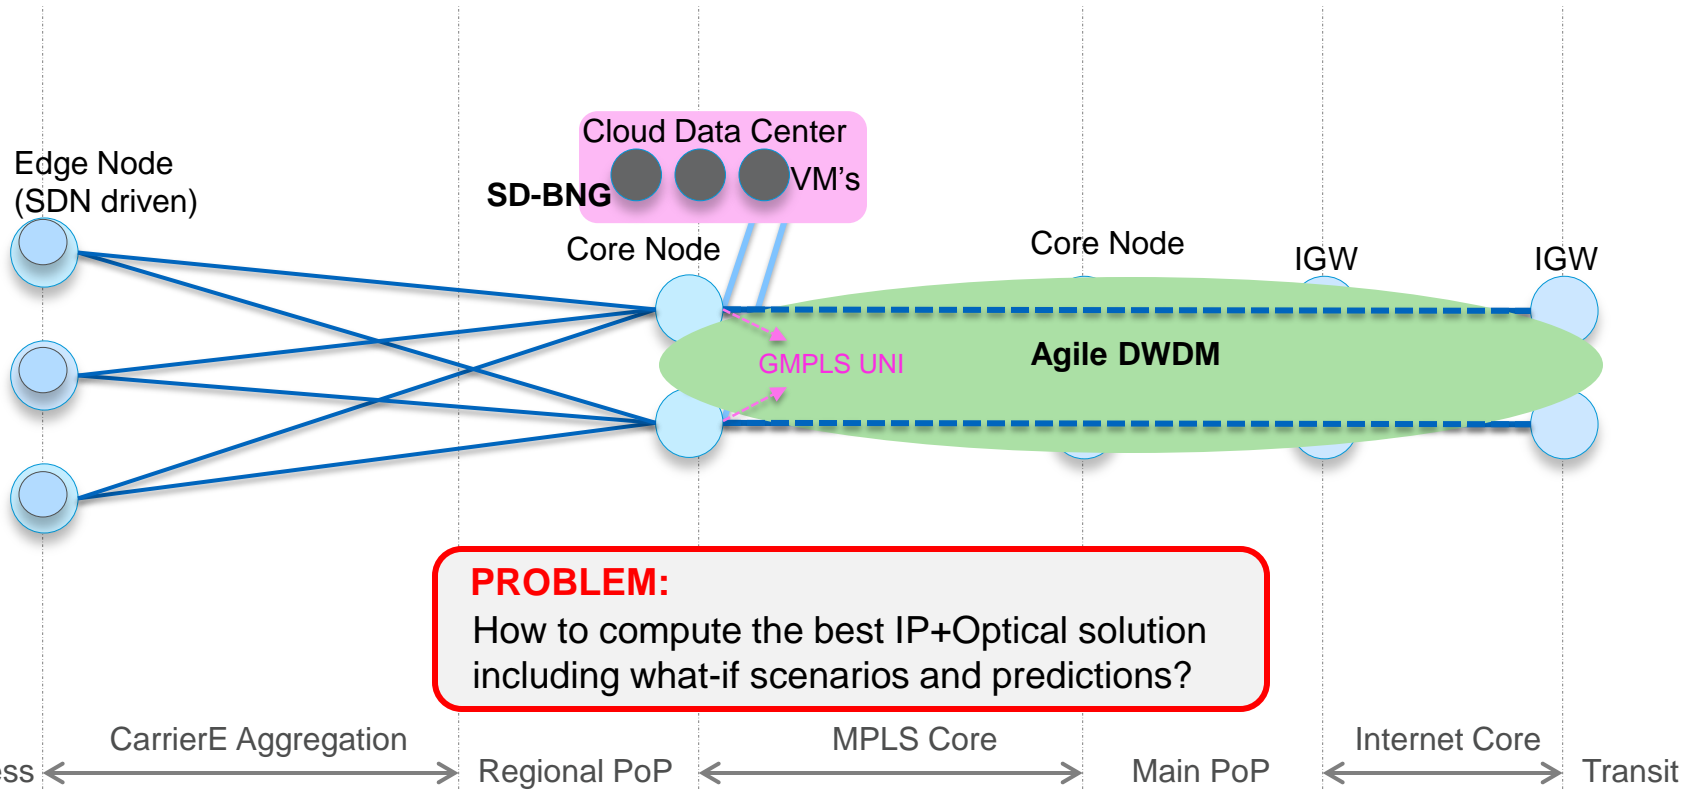 Cloud Data Center
Edge Node
(SDN driven)
SD-BNG
VM's
Core Node
Core Node
IGW
IGW
GMPLS UNI
Agile DWDM
PROBLEM:
How to compute the best IP+Optical solution
including what-if scenarios and predictions?
CarrierE Aggregation
MPLS Core
Internet Core
ess
Regional PoP
Main PoP
Transit